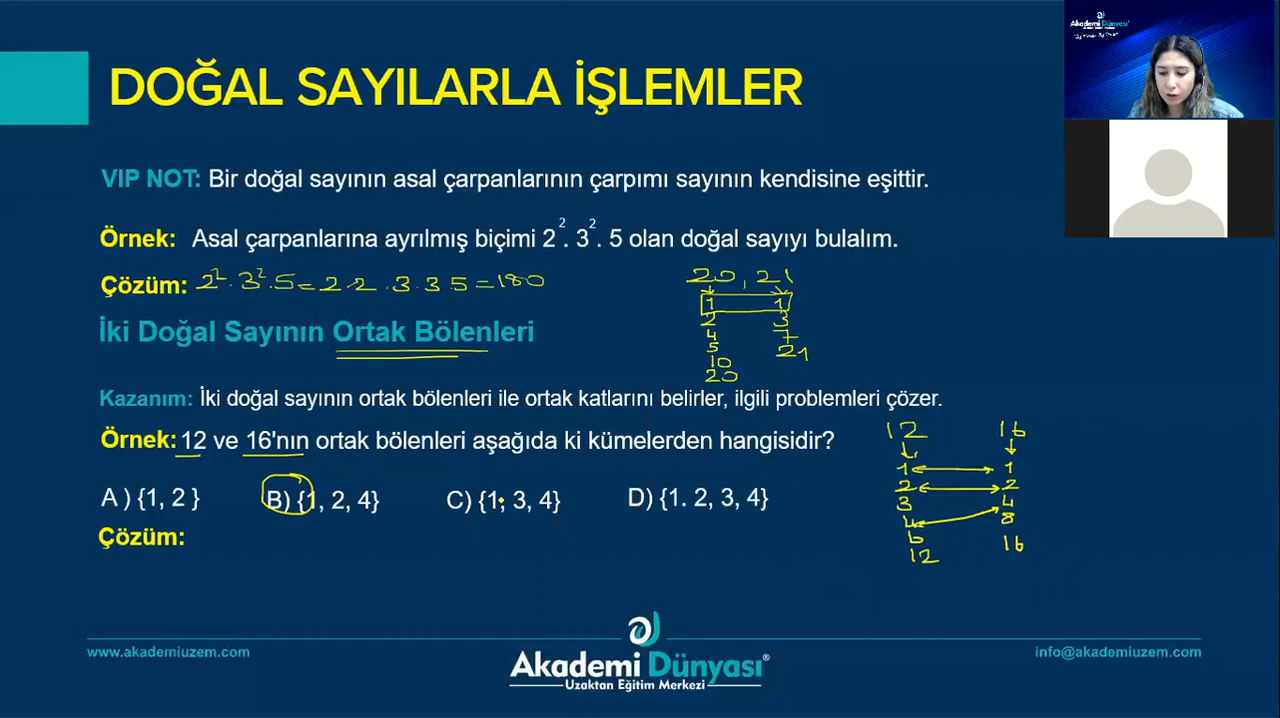 Akademi Dünyası
DOĞAL SAYILARLA İŞLEMLER
VIP NOT: Bir doğal sayının asal çarpanlarının çarpımı sayının kendisine eşittir.
Örnek: Asal çarpanlarına ayrılmış biçimi 2². 3². 5 olan doğal sayıyı bulalım.
Çözüm: 2².3².5=2.2.3.3.5=180
20, 21
1 1
2 3
4 7
5 21
10
20
İki Doğal Sayının Ortak Bölenleri
Kazanım: İki doğal sayının ortak bölenleri ile ortak katlarını belirler, ilgili problemleri çözer.
Örnek: 12 ve 16'nın ortak bölenleri aşağıda ki kümelerden hangisidir?
A ) {1, 2 } B) {1, 2, 4} C) {1, 3, 4} D) {1. 2, 3, 4}
Çözüm:
12 16
1 1
2 2
3 4
4 8
6 16
12
www.akademiuzem.com
Akademi Dünyası®
Uzaktan Eğitim Merkezi
info@akademiuzem.com